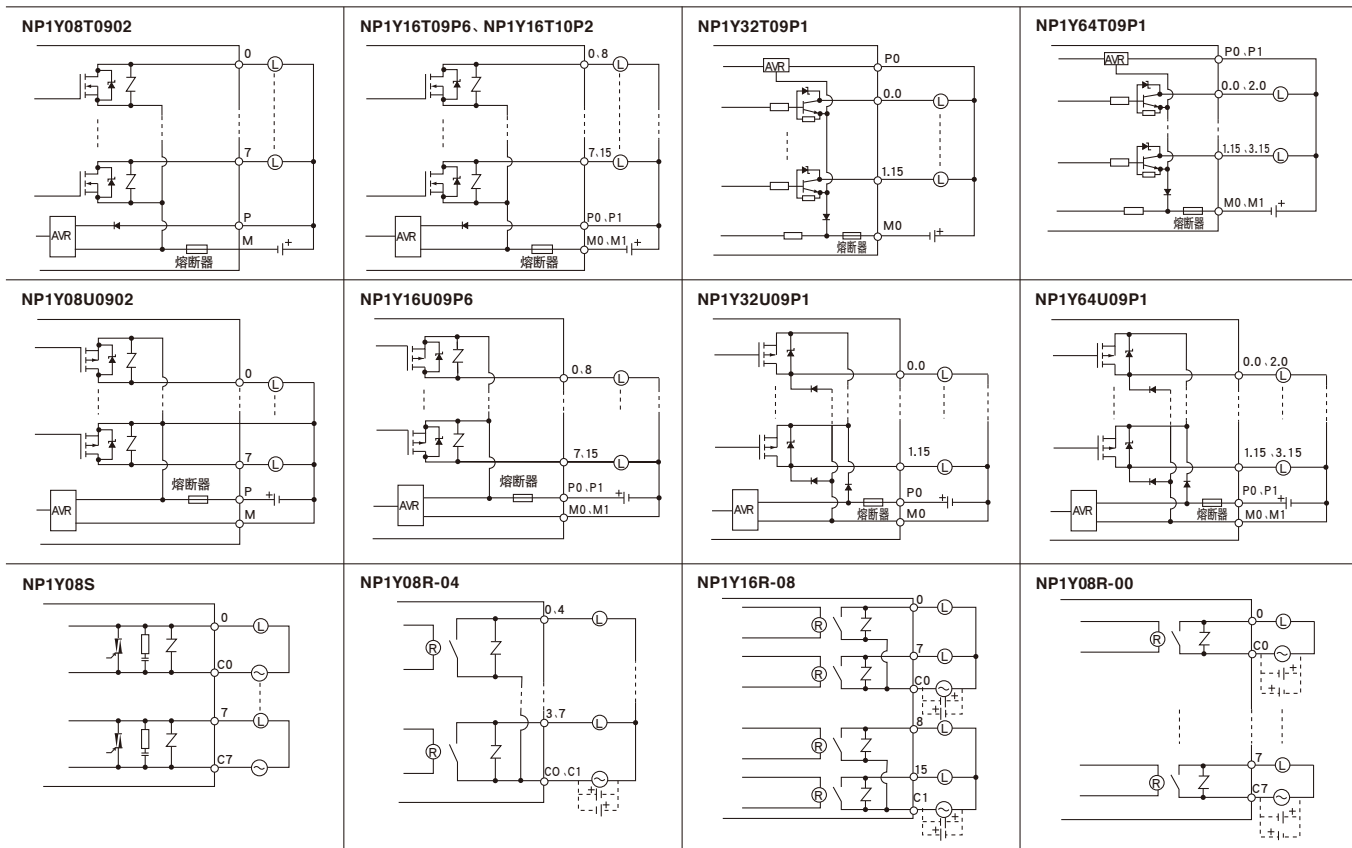 NP1Y08T0902
0
L
7
L
P
M
AVR
熔断器
NP1Y16T09P6、NP1Y16T10P2
0、8
L
7、15
L
P0、P1
M0、M1
AVR
熔断器
NP1Y32T09P1
AVR
P0
0.0
L
1.15
L
M0
熔断器
NP1Y64T09P1
AVR
P0、P1
0.0、2.0
L
1.15、3.15
L
M0、M1
熔断器
NP1Y08U0902
0
L
7
L
熔断器
P
AVR
M
NP1Y16U09P6
0、8
L
7、15
L
熔断器
P0、P1
AVR
M0、M1
NP1Y32U09P1
0.0
L
1.15
L
P0
AVR
熔断器
M0
NP1Y64U09P1
0.0、2.0
L
1.15、3.15
L
P0、P1
AVR
熔断器
M0、M1
NP1Y08S
0
L
C0
7
L
C7
NP1Y08R-04
0、4
L
R
3、7
L
R
C0、C1
NP1Y16R-08
0
L
R
7
L
R
C0
8
L
R
15
L
R
C1
NP1Y08R-00
0
L
R
C0
7
L
R
C7